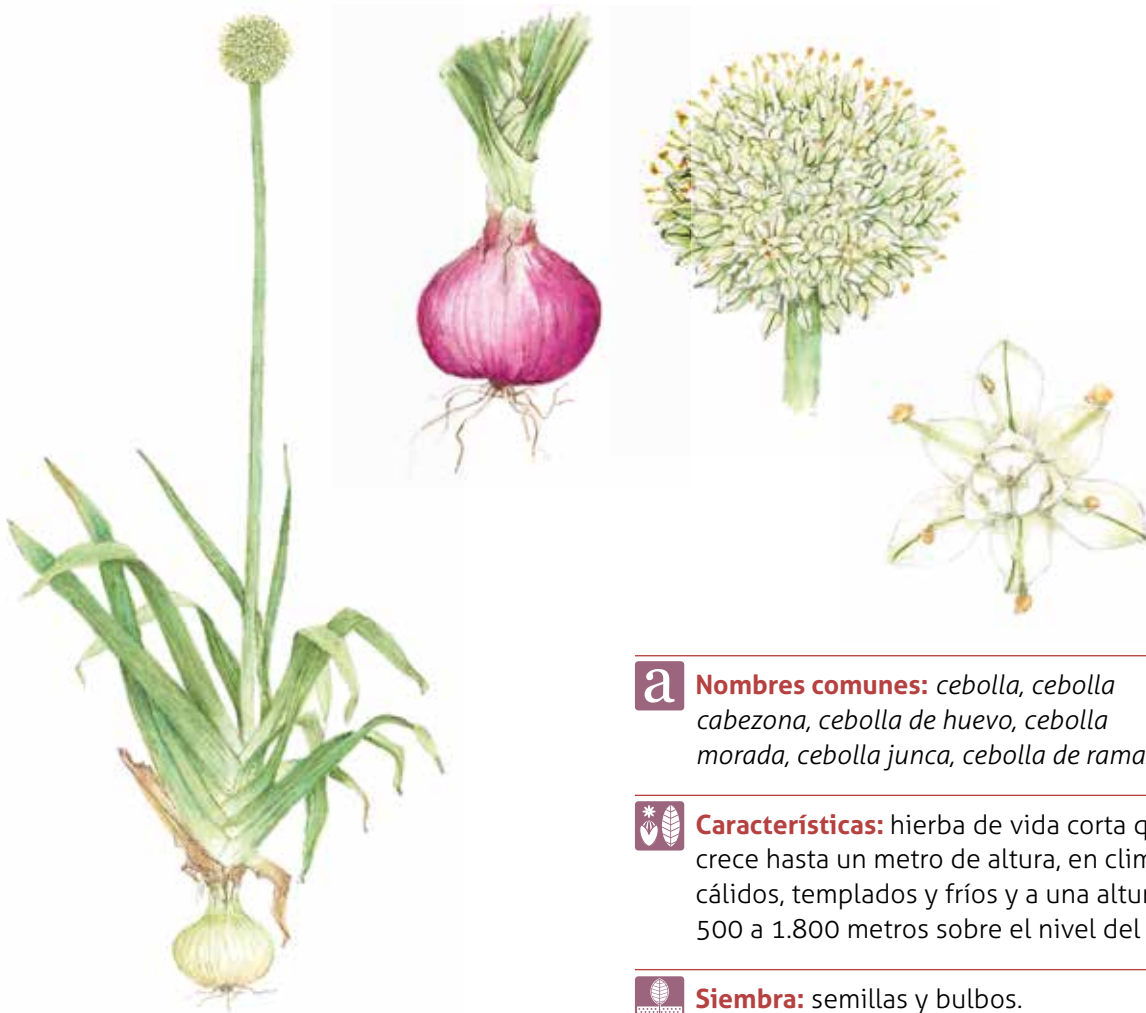 a
Nombres comunes: cebolla, cebolla
cabezona, cebolla de huevo, cebolla
morada, cebolla junca, cebolla de rama
Características: hierba de vida corta
crece hasta un metro de altura, en
cálidos, templados y fríos y a una
500 a 1.800 metros sobre el nivel del
Siembra: semillas y bulbos.